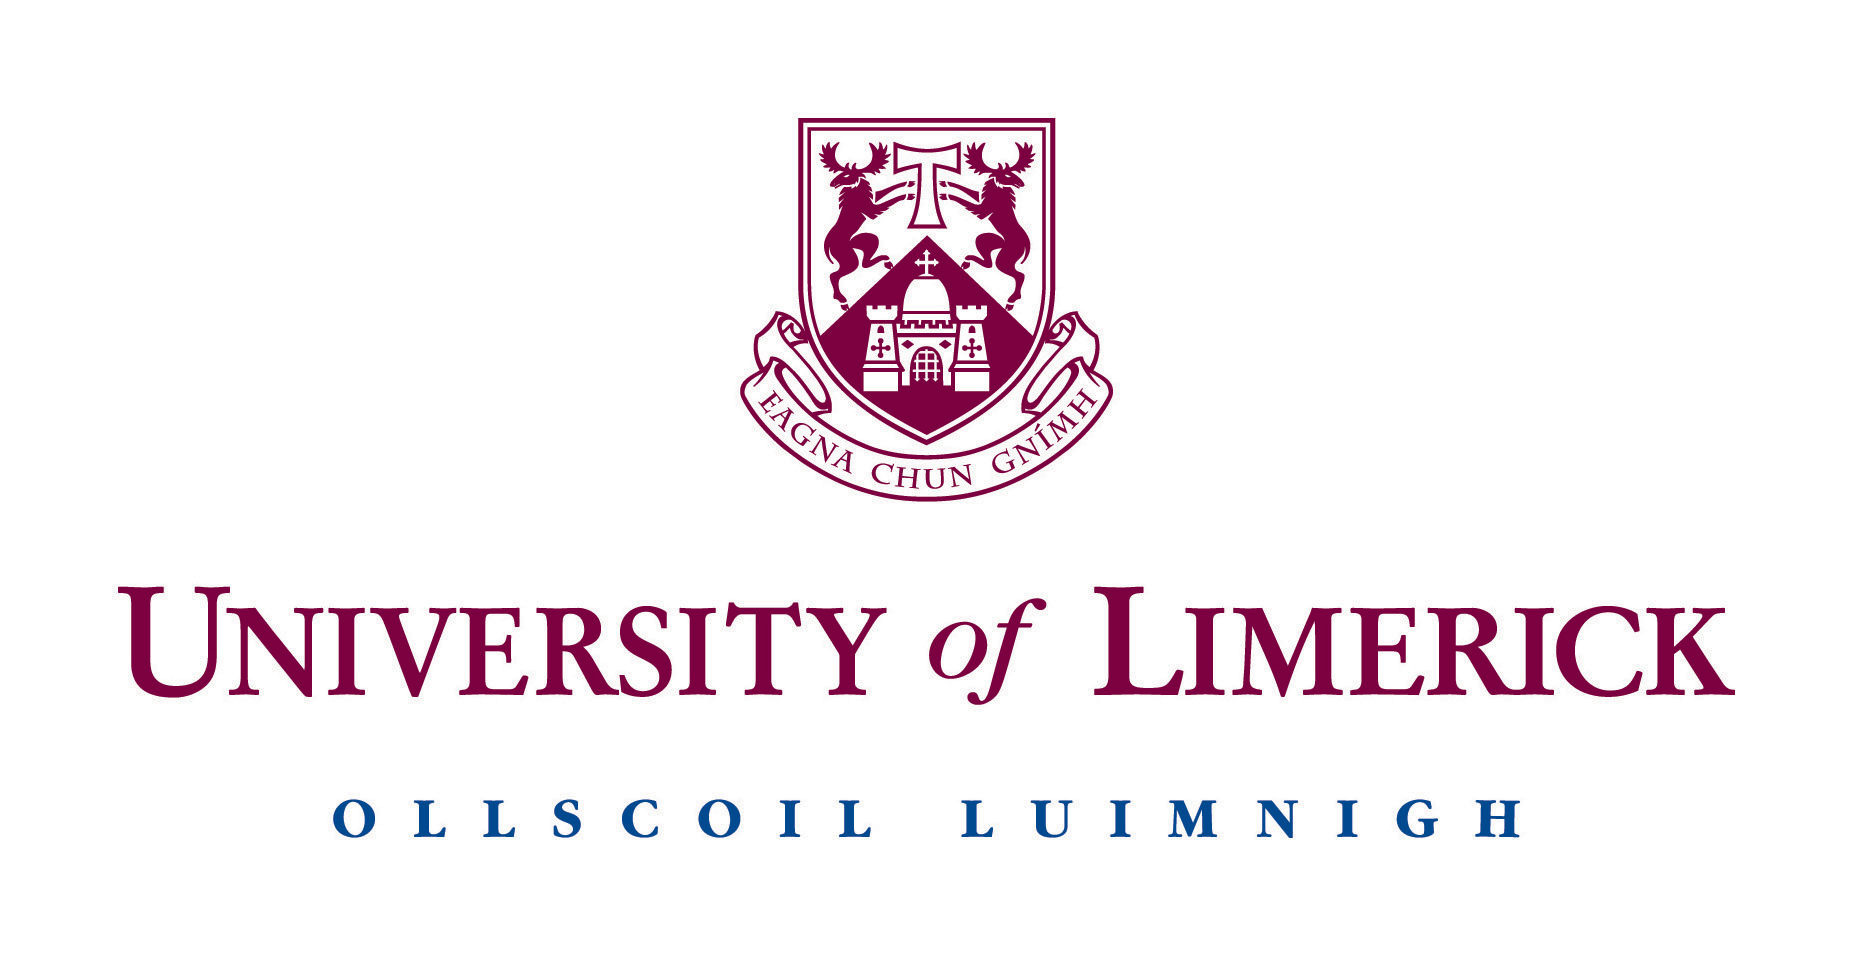 EAGNA CHUN GNÍMH
UNIVERSITY of LIMERICK
OLLSCOIL LUIMNIGH